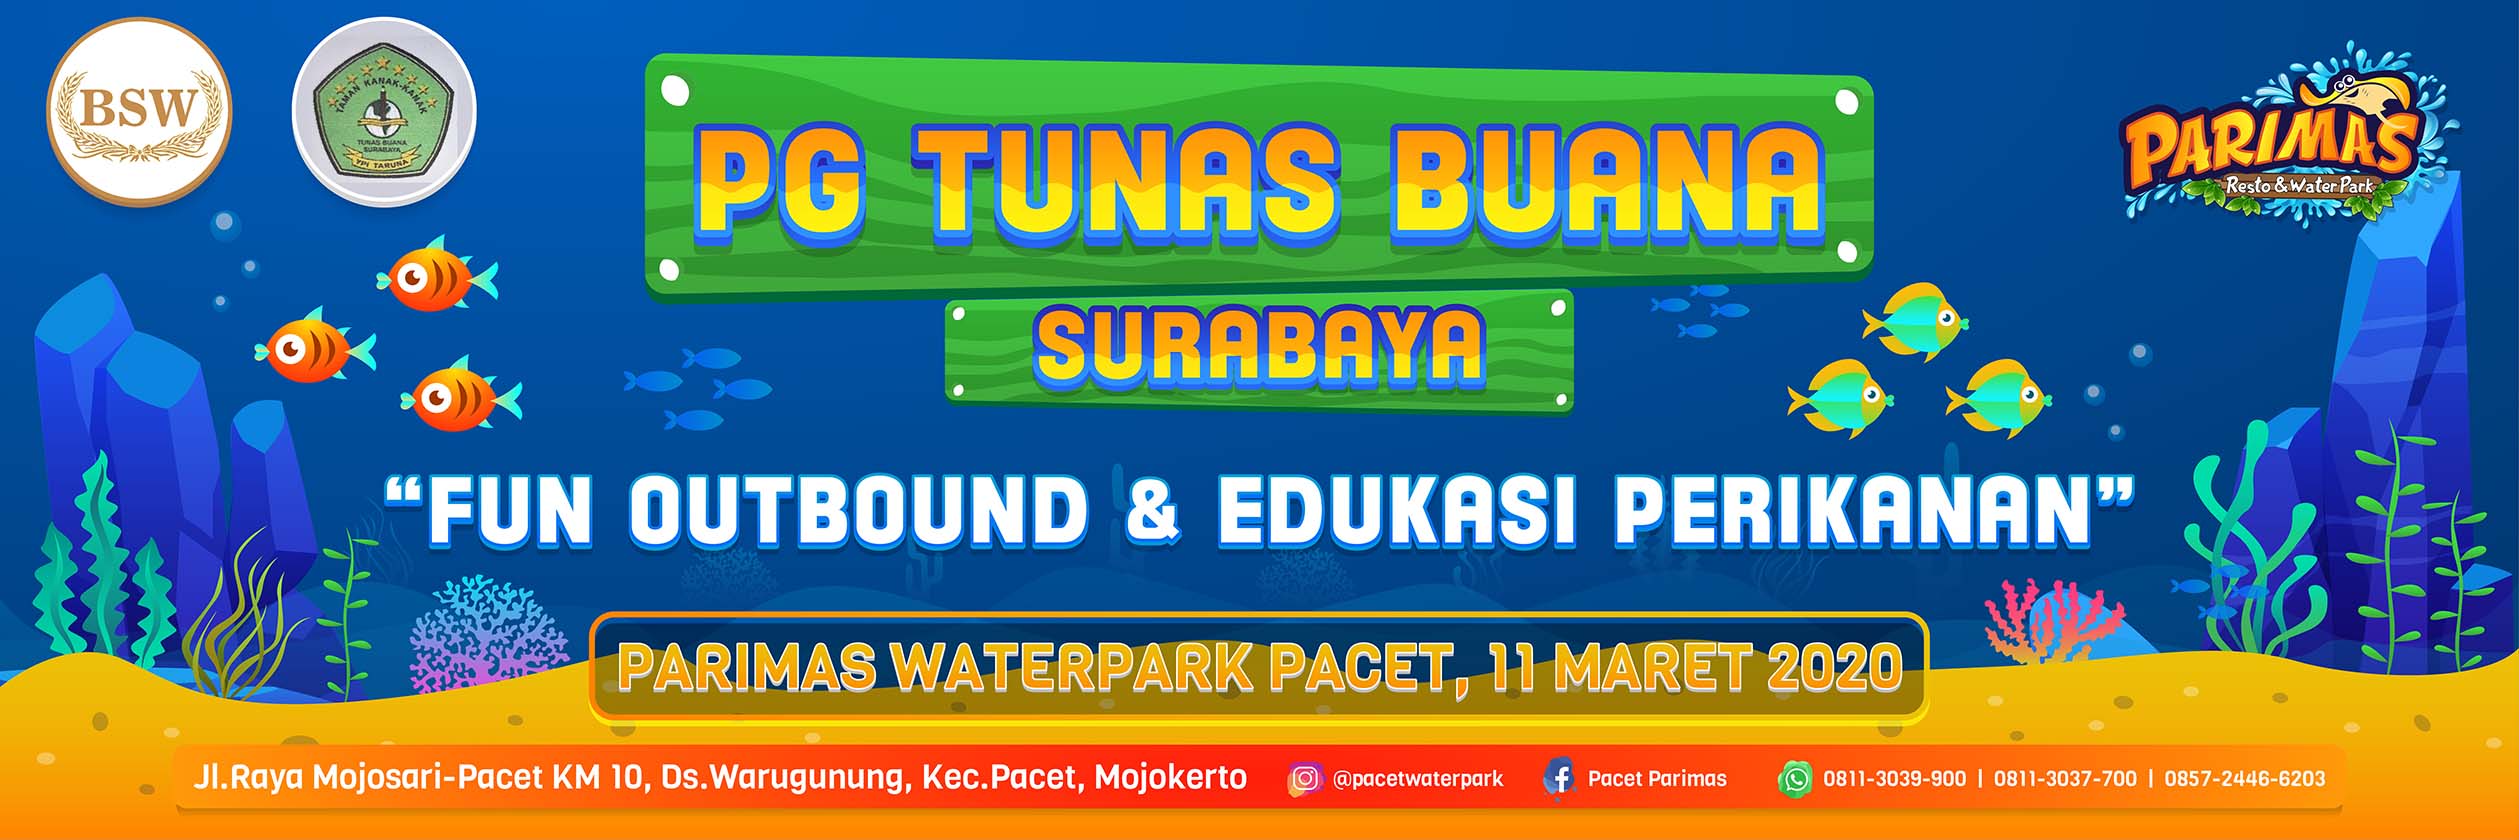 BSW
TAMAN KANAK-KANAK
TUNAS BUANA
SURABAYA
YPI TARUNA
PARIMAS
Resto & Water Park
PG TUNAS BUANA
SURABAYA
“FUN OUTBOUND & EDUKASI PERIKANAN”
PARIMAS WATERPARK PACET, 11 MARET 2020
Jl.Raya Mojosari-Pacet KM 10, Ds.Warugunung, Kec.Pacet, Mojokerto @pacetwaterpark Pacet Parimas 0811-3039-900 | 0811-3037-700 | 0857-2446-6203